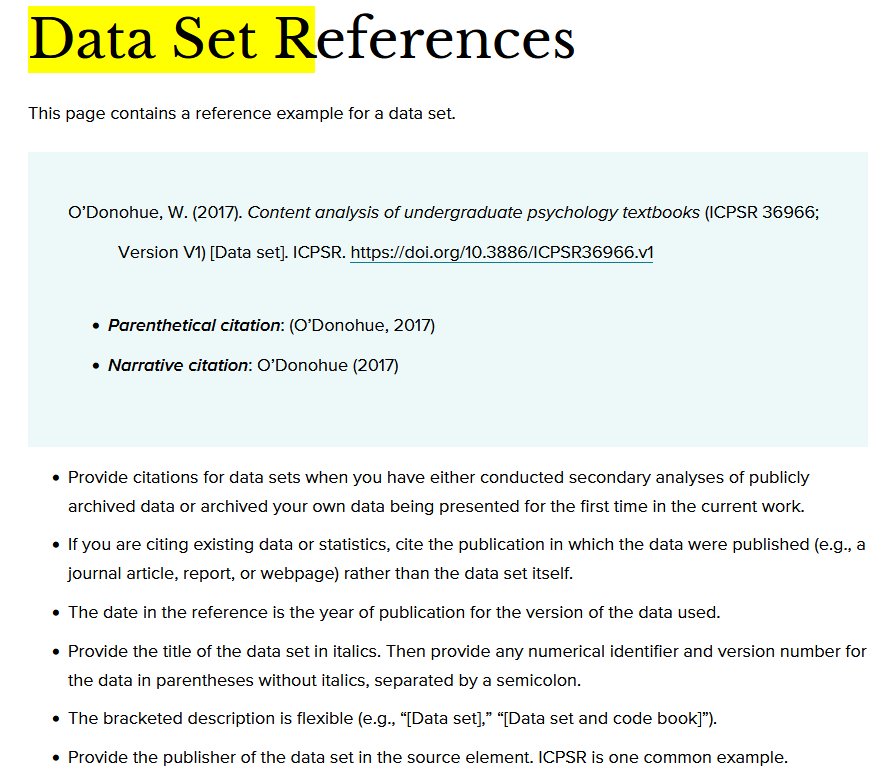 Data Set References
This page contains a reference example for a data set.
O’Donohue, W. (2017). Content analysis of undergraduate psychology textbooks (ICPSR 36966;
Version V1) [Data set]. ICPSR. https://doi.org/10.3886/ICPSR36966.v1
• Parenthetical citation: (O’Donohue, 2017)
• Narrative citation: O’Donohue (2017)
• Provide citations for data sets when you have either conducted secondary analyses of publicly
archived data or archived your own data being presented for the first time in the current work.
• If you are citing existing data or statistics, cite the publication in which the data were published (e.g., a
journal article, report, or webpage) rather than the data set itself.
• The date in the reference is the year of publication for the version of the data used.
• Provide the title of the data set in italics. Then provide any numerical identifier and version number for
the data in parentheses without italics, separated by a semicolon.
• The bracketed description is flexible (e.g., “[Data set],” “[Data set and code book]”).
• Provide the publisher of the data set in the source element. ICPSR is one common example.